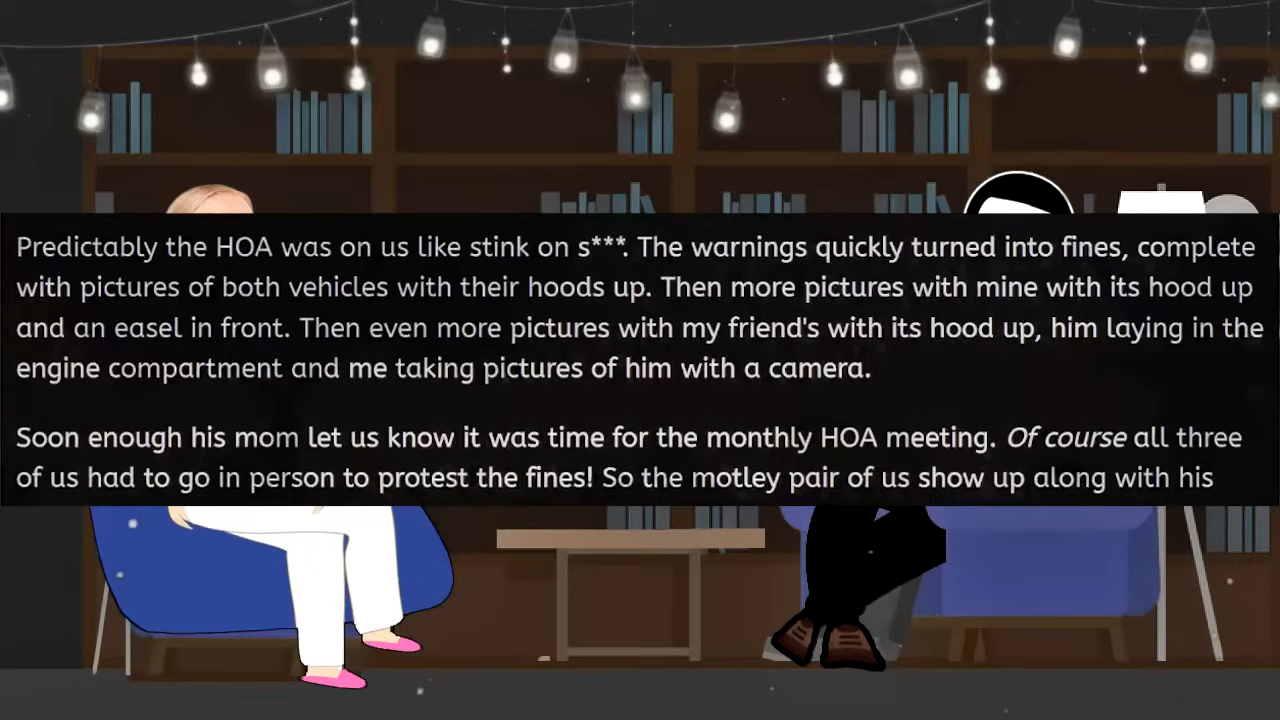 Predictably the HOA was on us like stink on s***. The warnings quickly turned into fines, complete
with pictures of both vehicles with their hoods up. Then more pictures with mine with its hood up
and an easel in front. Then even more pictures with my friend's with its hood up, him laying in the
engine compartment and me taking pictures of him with a camera.
Soon enough his mom let us know it was time for the monthly HOA meeting. Of course all three
of us had to go in person to protest the fines! So the motley pair of us show up along with his